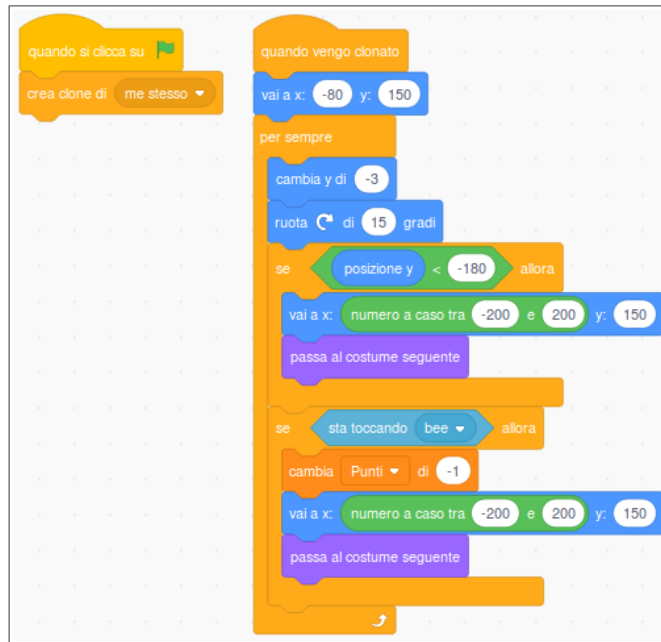 quando si clicca su
crea clone di me stesso
quando vengo clonato
vai a x: -80 y: 150
per sempre
cambia y di -3
ruota di 15 gradi
se posizione y < -180 allora
vai a x: numero a caso tra -200 e 200 y: 150
passa al costume seguente
se sta toccando bee allora
cambia Punti di -1
vai a x: numero a caso tra -200 e 200 y: 150
passa al costume seguente